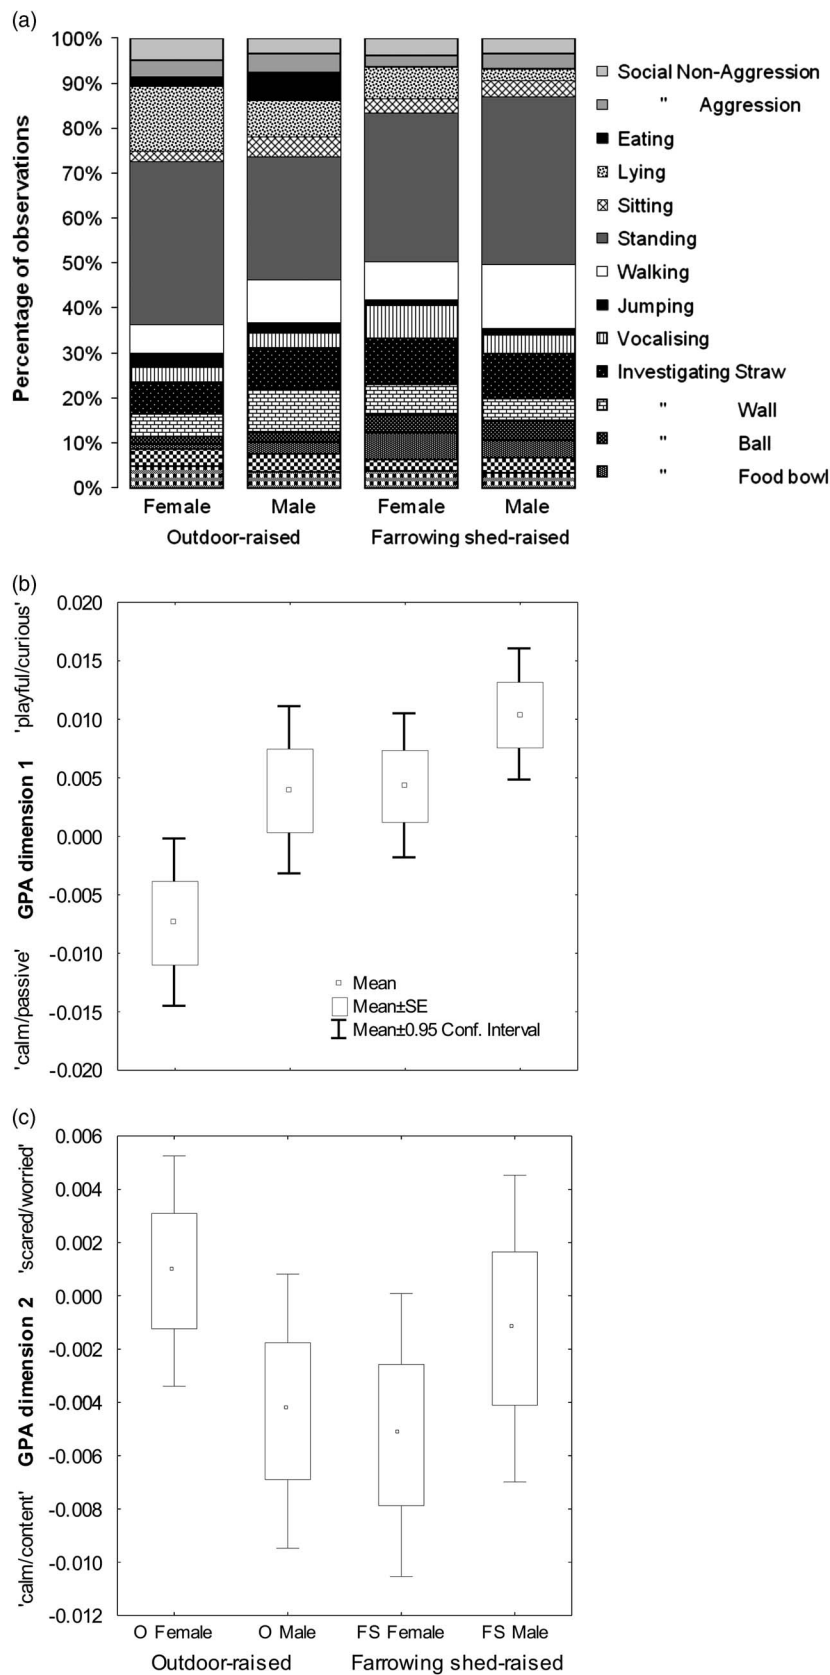 (a)
Percentage of observations
100%
90%
80%
70%
60%
50%
40%
30%
20%
10%
0%
Female Male Female Male
Outdoor-raised Farrowing shed-raised
Social Non-Aggression
" Aggression
Eating
Lying
Sitting
Standing
Walking
Jumping
Vocalising
Investigating Straw
" Wall
" Ball
" Food bowl
(b)
'calm/passive' GPA dimension 1 'playful/curious'
0.020
0.015
0.010
0.005
0.000
-0.005
-0.010
-0.015
-0.020
Mean
Mean±SE
Mean±0.95 Conf. Interval
(c)
'calm/content' GPA dimension 2 'scared/worried'
0.006
0.004
0.002
0.000
-0.002
-0.004
-0.006
-0.008
-0.010
-0.012
O Female O Male FS Female FS Male
Outdoor-raised Farrowing shed-raised